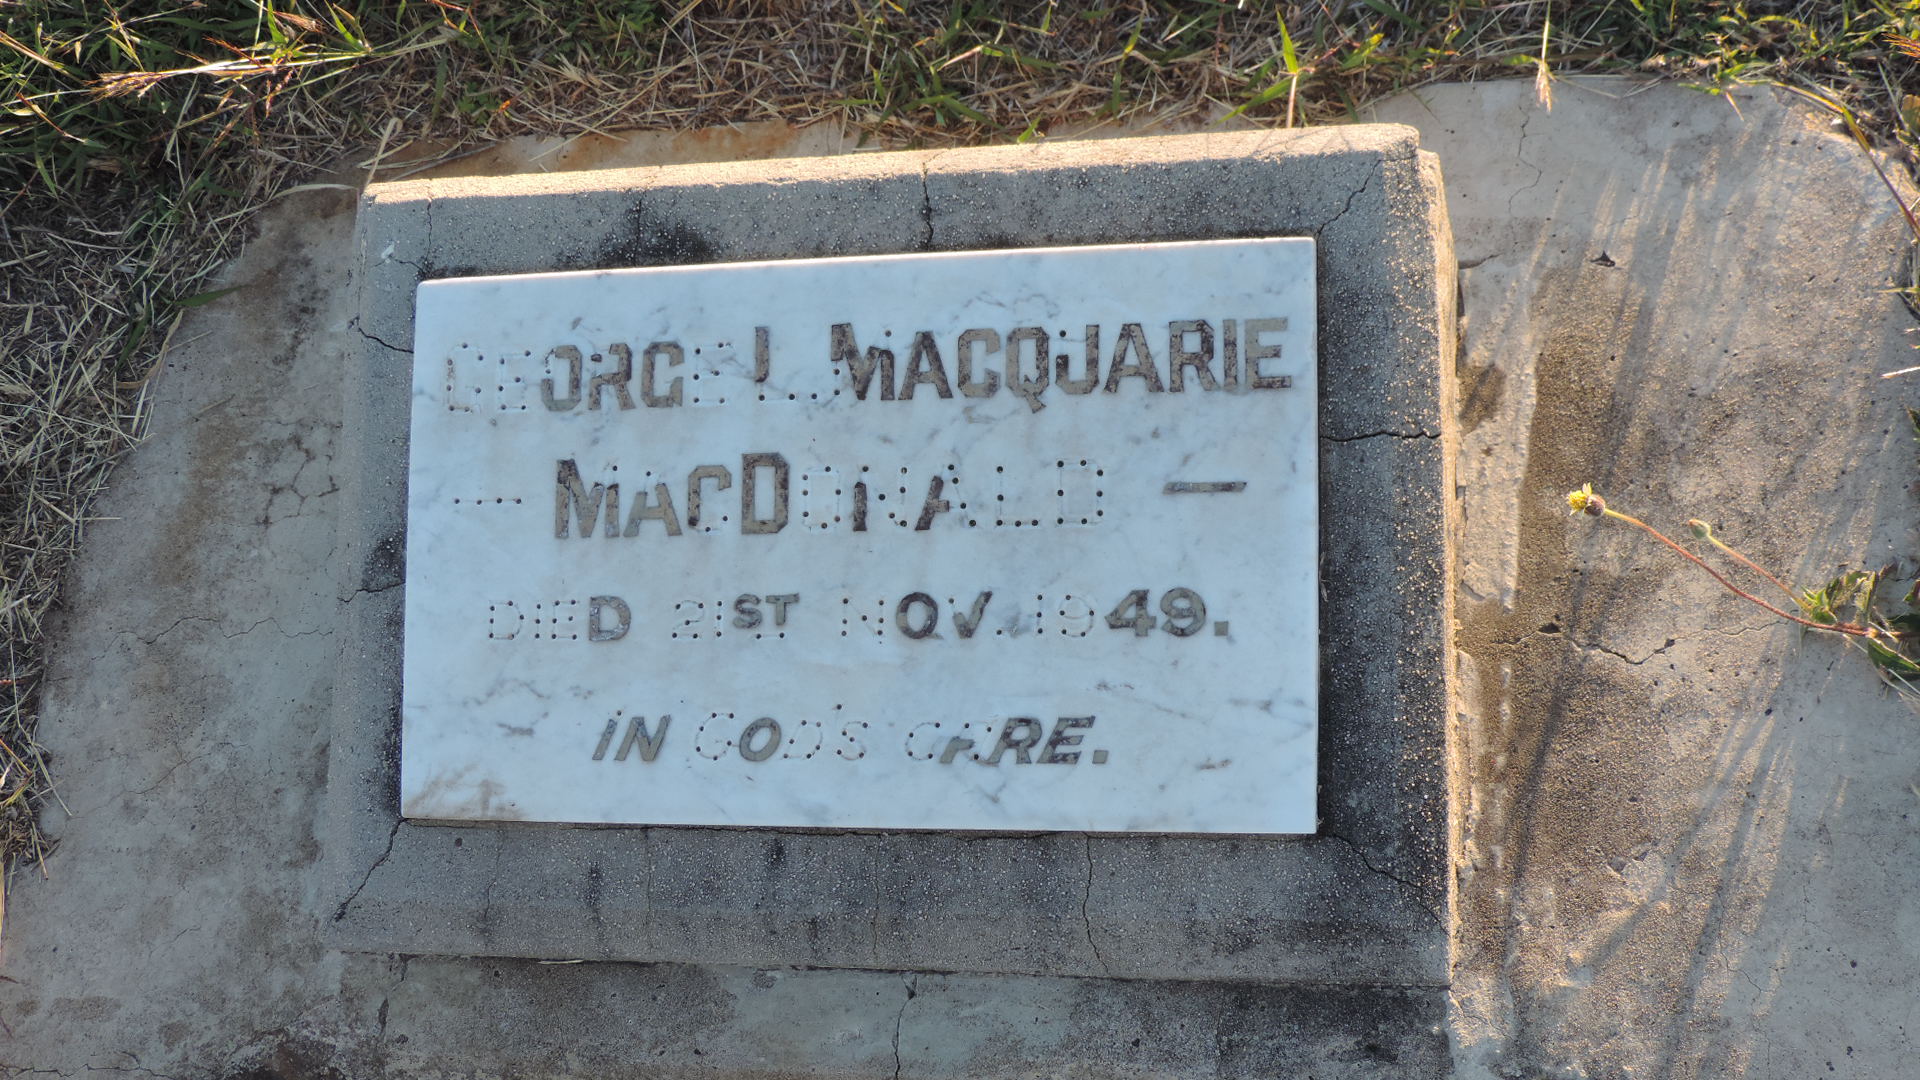 GEORGE L. MACQUARIE
— MACDONALD —
DIED 21ST NOV. 1949.
IN GOD'S CARE.